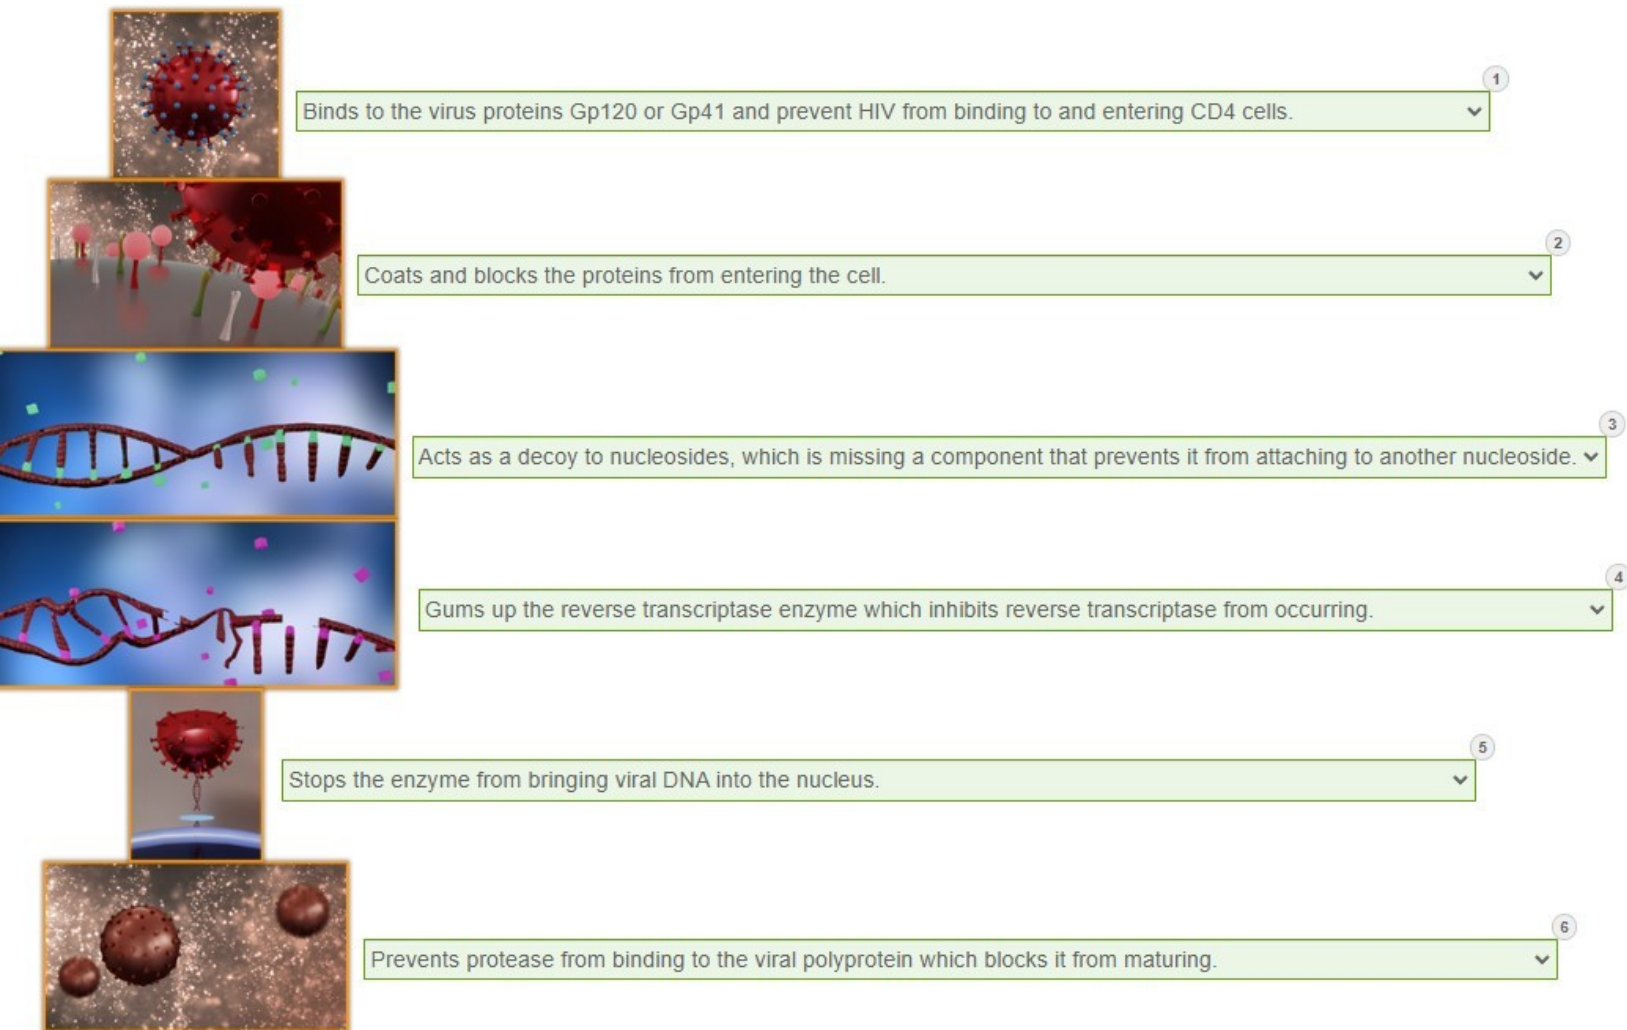 1
Binds to the virus proteins Gp120 or Gp41 and prevent HIV from binding to and entering CD4 cells.
2
Coats and blocks the proteins from entering the cell.
3
Acts as a decoy to nucleosides, which is missing a component that prevents it from attaching to another nucleoside.
4
Gums up the reverse transcriptase enzyme which inhibits reverse transcriptase from occurring.
5
Stops the enzyme from bringing viral DNA into the nucleus.
6
Prevents protease from binding to the viral polyprotein which blocks it from maturing.